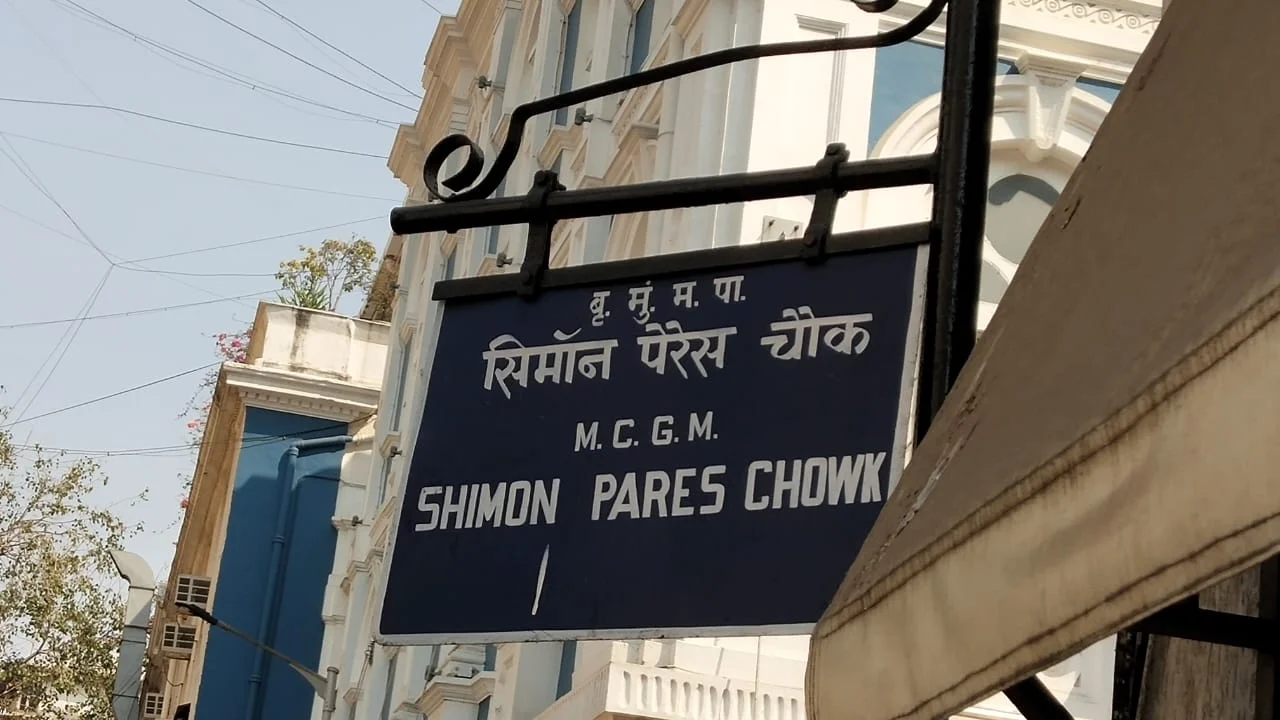 बृ. मुं. म. पा.
सिमॉन पेरेस चौक
M. C. G. M.
SHIMON PARES CHOWK